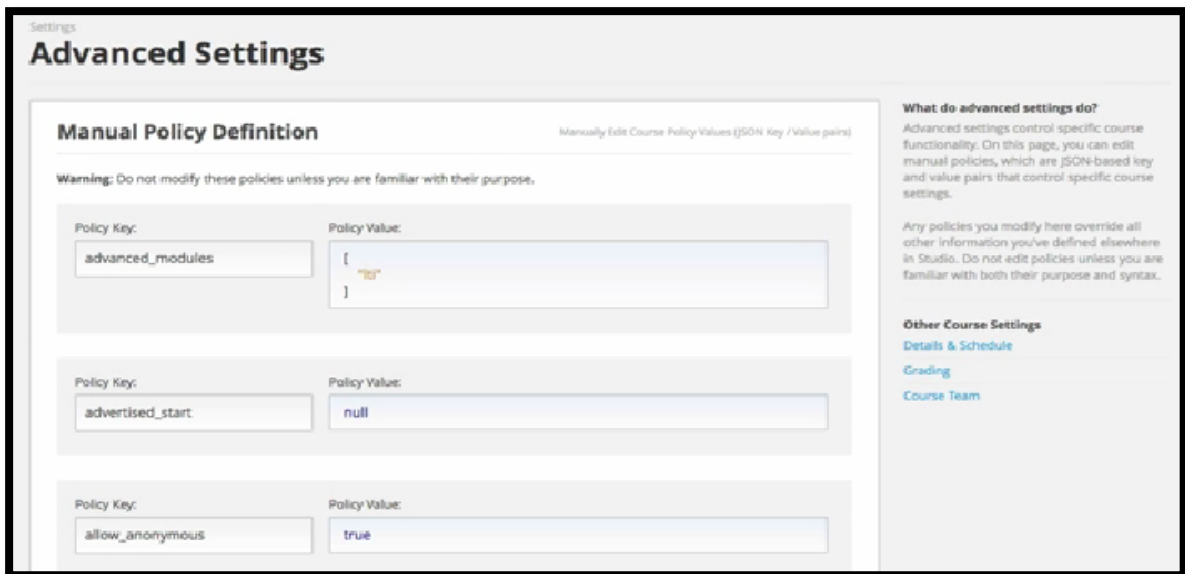 Settings
Advanced Settings
Manual Policy Definition
Manually Edit Course Policy Values (JSON Key / Value pairs)
Warning: Do not modify these policies unless you are familiar with their purpose.
Policy Key:
Policy Value:
advanced_modules
[
"lti"
]
Policy Key:
Policy Value:
advertised_start
null
Policy Key:
Policy Value:
allow_anonymous
true
What do advanced settings do?
Advanced settings control specific course
functionality. On this page, you can edit
manual policies, which are JSON-based key
and value pairs that control specific course
settings.
Any policies you modify here override all
other information you've defined elsewhere
in Studio. Do not edit policies unless you are
familiar with both their purpose and syntax.
Other Course Settings
Details & Schedule
Grading
Course Team